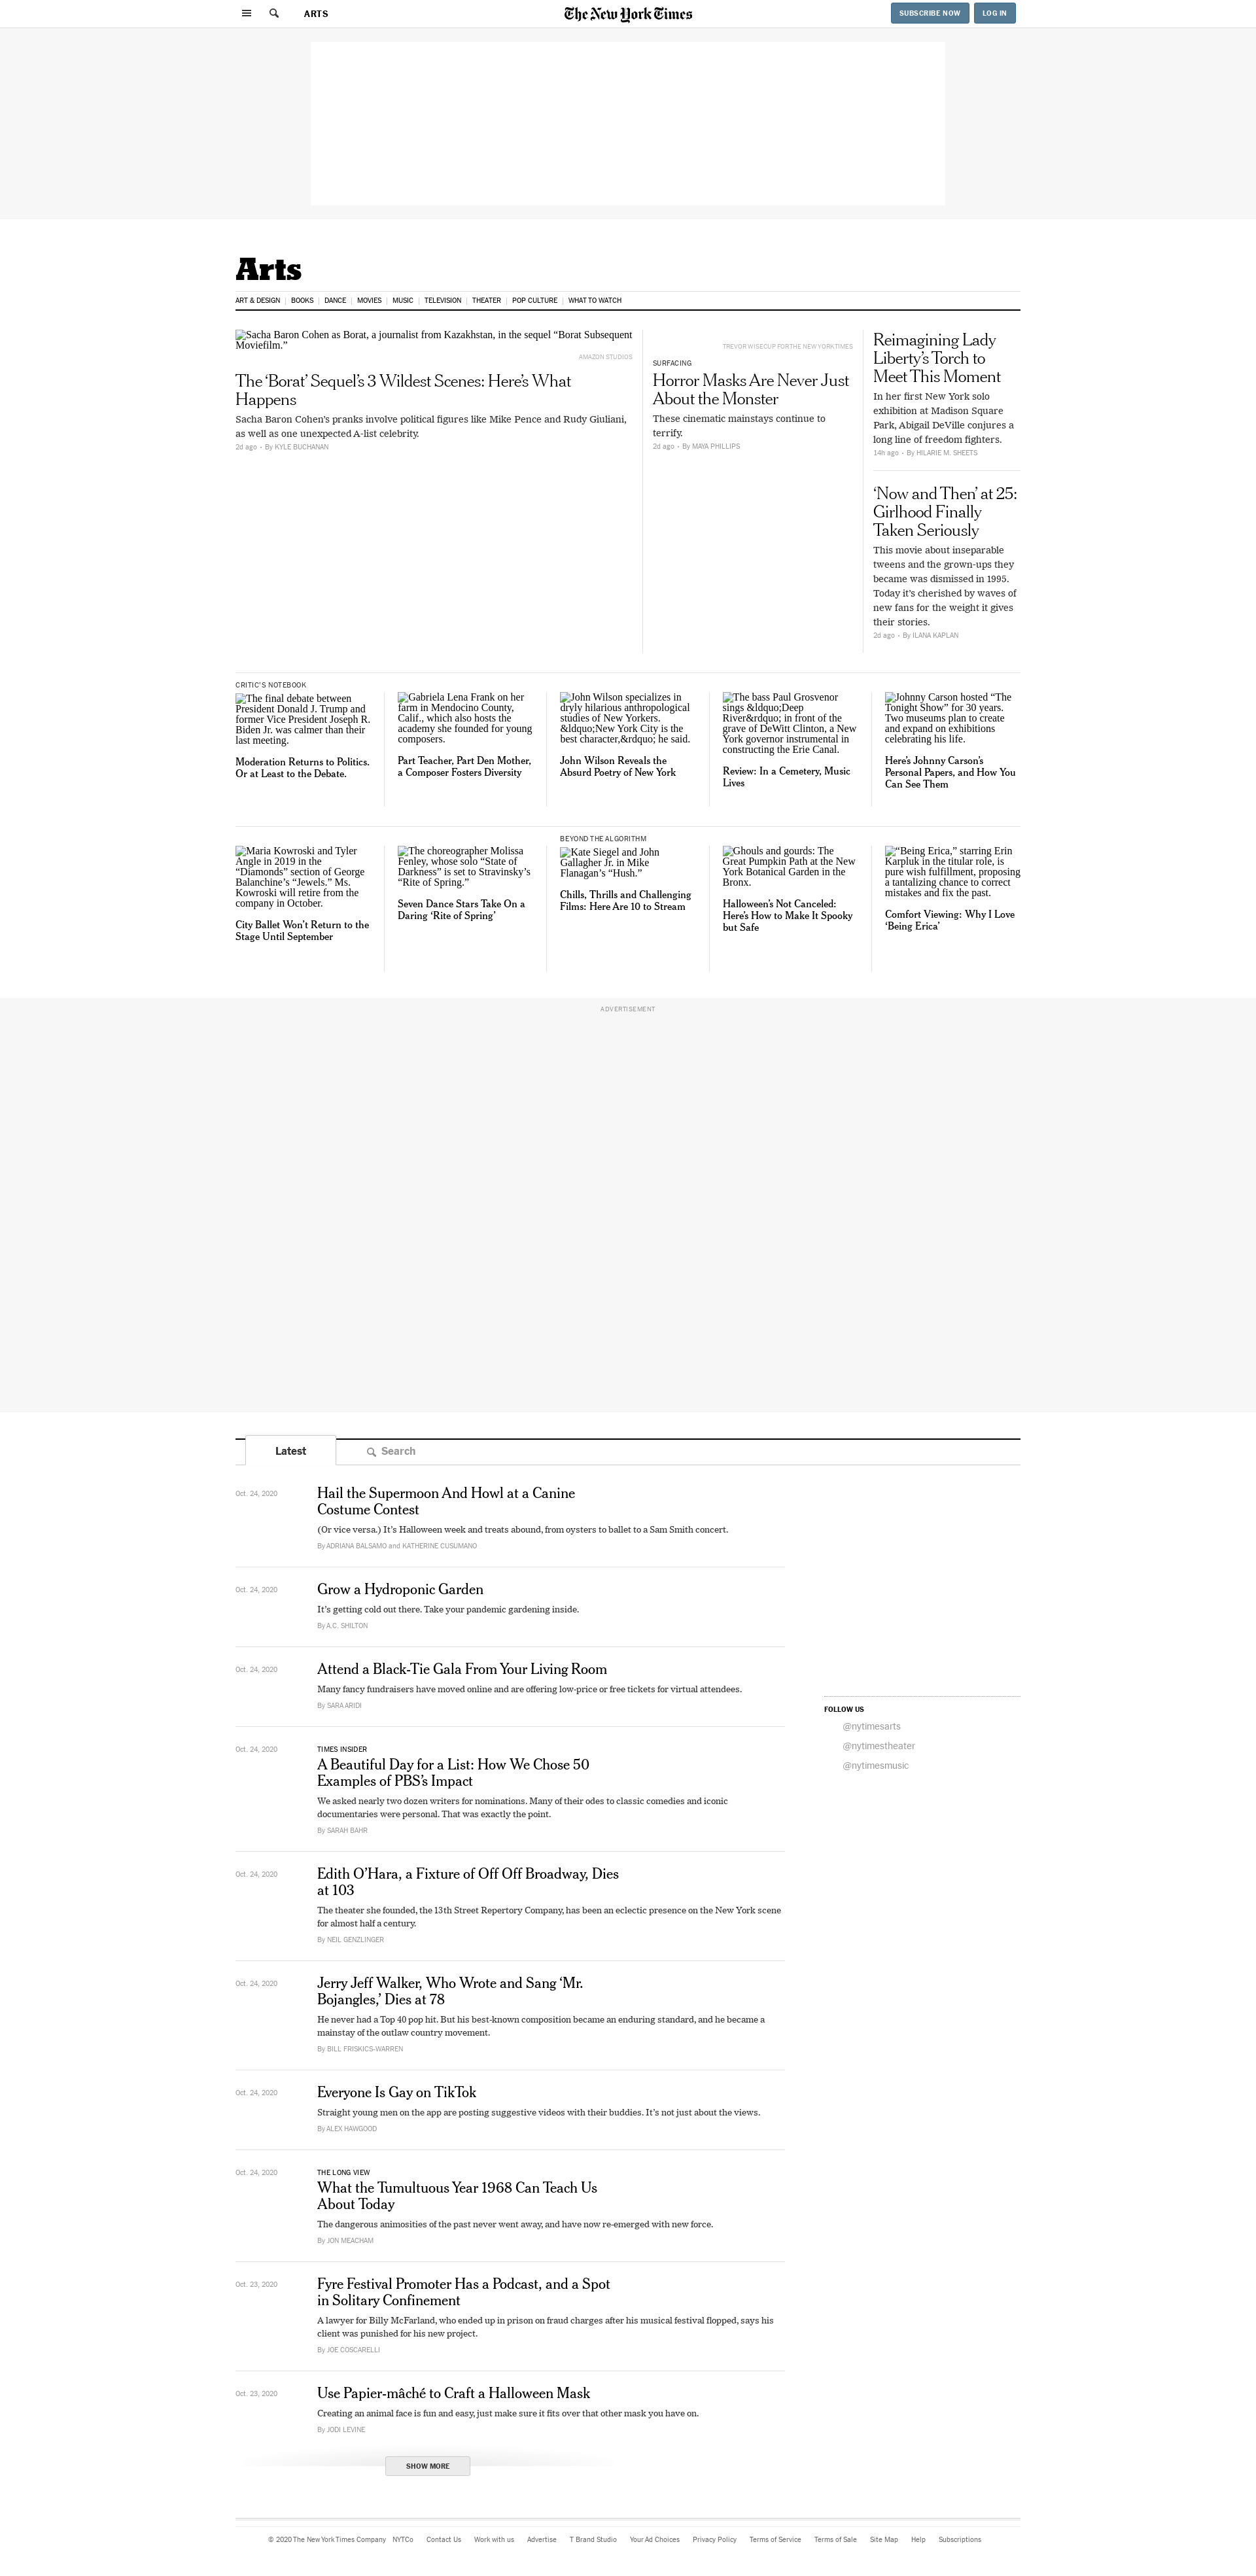 ARTS
The New York Times
SUBSCRIBE NOW
LOG IN
Arts
ART & DESIGN
BOOKS
DANCE
MOVIES
MUSIC
TELEVISION
THEATER
POP CULTURE
WHAT TO WATCH
Sacha Baron Cohen as Borat, a journalist from Kazakhstan, in the sequel “Borat Subsequent
Moviefilm.”
AMAZON STUDIOS
The ‘Borat’ Sequel’s 3 Wildest Scenes: Here’s What
Happens
Sacha Baron Cohen’s pranks involve political figures like Mike Pence and Rudy Giuliani,
as well as one unexpected A-list celebrity.
2d ago • By KYLE BUCHANAN
TREVOR WISECUP FOR THE NEW YORK TIMES
SURFACING
Horror Masks Are Never Just
About the Monster
These cinematic mainstays continue to
terrify.
2d ago • By MAYA PHILLIPS
Reimagining Lady
Liberty’s Torch to
Meet This Moment
In her first New York solo
exhibition at Madison Square
Park, Abigail DeVille conjures a
long line of freedom fighters.
14h ago • By HILARIE M. SHEETS
‘Now and Then’ at 25:
Girlhood Finally
Taken Seriously
This movie about inseparable
tweens and the grown-ups they
became was dismissed in 1995.
Today it’s cherished by waves of
new fans for the weight it gives
their stories.
2d ago • By ILANA KAPLAN
CRITIC’S NOTEBOOK
The final debate between
President Donald J. Trump and
former Vice President Joseph R.
Biden Jr. was calmer than their
last meeting.
Moderation Returns to Politics.
Or at Least to the Debate.
Gabriela Lena Frank on her
farm in Mendocino County,
Calif., which also hosts the
academy she founded for young
composers.
Part Teacher, Part Den Mother,
a Composer Fosters Diversity
John Wilson specializes in
dryly hilarious anthropological
studies of New Yorkers.
&ldquo;New York City is the
best character,&rdquo; he said.
John Wilson Reveals the
Absurd Poetry of New York
The bass Paul Grosvenor
sings &ldquo;Deep
River&rdquo; in front of the
grave of DeWitt Clinton, a New
York governor instrumental in
constructing the Erie Canal.
Review: In a Cemetery, Music
Lives
Johnny Carson hosted “The
Tonight Show” for 30 years.
Two museums plan to create
and expand on exhibitions
celebrating his life.
Here’s Johnny Carson’s
Personal Papers, and How You
Can See Them
Maria Kowroski and Tyler
Angle in 2019 in the
“Diamonds” section of George
Balanchine’s “Jewels.” Ms.
Kowroski will retire from the
company in October.
City Ballet Won’t Return to the
Stage Until September
The choreographer Molissa
Fenley, whose solo “State of
Darkness” is set to Stravinsky’s
“Rite of Spring.”
Seven Dance Stars Take On a
Daring ‘Rite of Spring’
BEYOND THE ALGORITHM
Kate Siegel and John
Gallagher Jr. in Mike
Flanagan’s “Hush.”
Chills, Thrills and Challenging
Films: Here Are 10 to Stream
Ghouls and gourds: The
Great Pumpkin Path at the New
York Botanical Garden in the
Bronx.
Halloween’s Not Canceled:
Here’s How to Make It Spooky
but Safe
“Being Erica,” starring Erin
Karpluk in the titular role, is
pure wish fulfillment, proposing
a tantalizing chance to correct
mistakes and fix the past.
Comfort Viewing: Why I Love
‘Being Erica’
ADVERTISEMENT
Latest
Search
Oct. 24, 2020
Hail the Supermoon And Howl at a Canine
Costume Contest
(Or vice versa.) It’s Halloween week and treats abound, from oysters to ballet to a Sam Smith concert.
By ADRIANA BALSAMO and KATHERINE CUSUMANO
Oct. 24, 2020
Grow a Hydroponic Garden
It’s getting cold out there. Take your pandemic gardening inside.
By A.C. SHILTON
Oct. 24, 2020
Attend a Black-Tie Gala From Your Living Room
Many fancy fundraisers have moved online and are offering low-price or free tickets for virtual attendees.
By SARA ARIDI
FOLLOW US
@nytimesarts
@nytimestheater
@nytimesmusic
Oct. 24, 2020
TIMES INSIDER
A Beautiful Day for a List: How We Chose 50
Examples of PBS’s Impact
We asked nearly two dozen writers for nominations. Many of their odes to classic comedies and iconic
documentaries were personal. That was exactly the point.
By SARAH BAHR
Oct. 24, 2020
Edith O’Hara, a Fixture of Off Off Broadway, Dies
at 103
The theater she founded, the 13th Street Repertory Company, has been an eclectic presence on the New York scene
for almost half a century.
By NEIL GENZLINGER
Oct. 24, 2020
Jerry Jeff Walker, Who Wrote and Sang ‘Mr.
Bojangles,’ Dies at 78
He never had a Top 40 pop hit. But his best-known composition became an enduring standard, and he became a
mainstay of the outlaw country movement.
By BILL FRISKICS-WARREN
Oct. 24, 2020
Everyone Is Gay on TikTok
Straight young men on the app are posting suggestive videos with their buddies. It’s not just about the views.
By ALEX HAWGOOD
Oct. 24, 2020
THE LONG VIEW
What the Tumultuous Year 1968 Can Teach Us
About Today
The dangerous animosities of the past never went away, and have now re-emerged with new force.
By JON MEACHAM
Oct. 23, 2020
Fyre Festival Promoter Has a Podcast, and a Spot
in Solitary Confinement
A lawyer for Billy McFarland, who ended up in prison on fraud charges after his musical festival flopped, says his
client was punished for his new project.
By JOE COSCARELLI
Oct. 23, 2020
Use Papier-mâché to Craft a Halloween Mask
Creating an animal face is fun and easy, just make sure it fits over that other mask you have on.
By JODI LEVINE
SHOW MORE
© 2020 The New York Times Company NYTCo Contact Us Work with us Advertise T Brand Studio Your Ad Choices Privacy Policy Terms of Service Terms of Sale Site Map Help Subscriptions